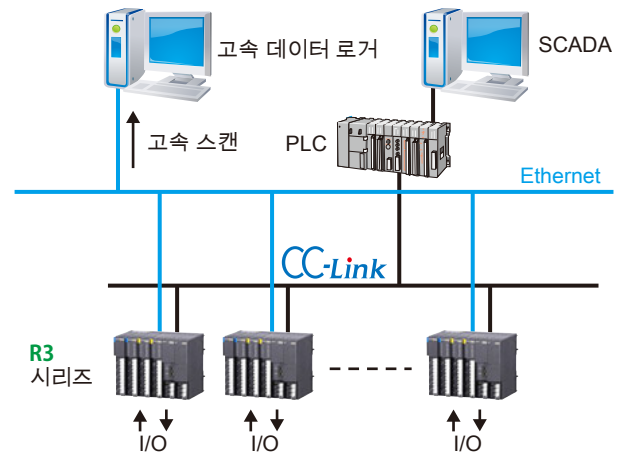 고속 데이터 로거
SCADA
고속 스캔
PLC
Ethernet
CC-Link
R3
시리즈
I/O
I/O
I/O